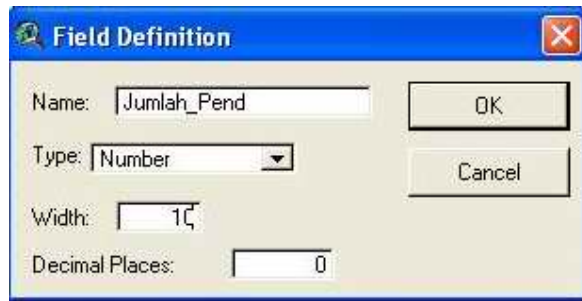 Field Definition
Name: Jumlah_Pend
OK
Type: Number
Cancel
Width: 10
Decimal Places: 0